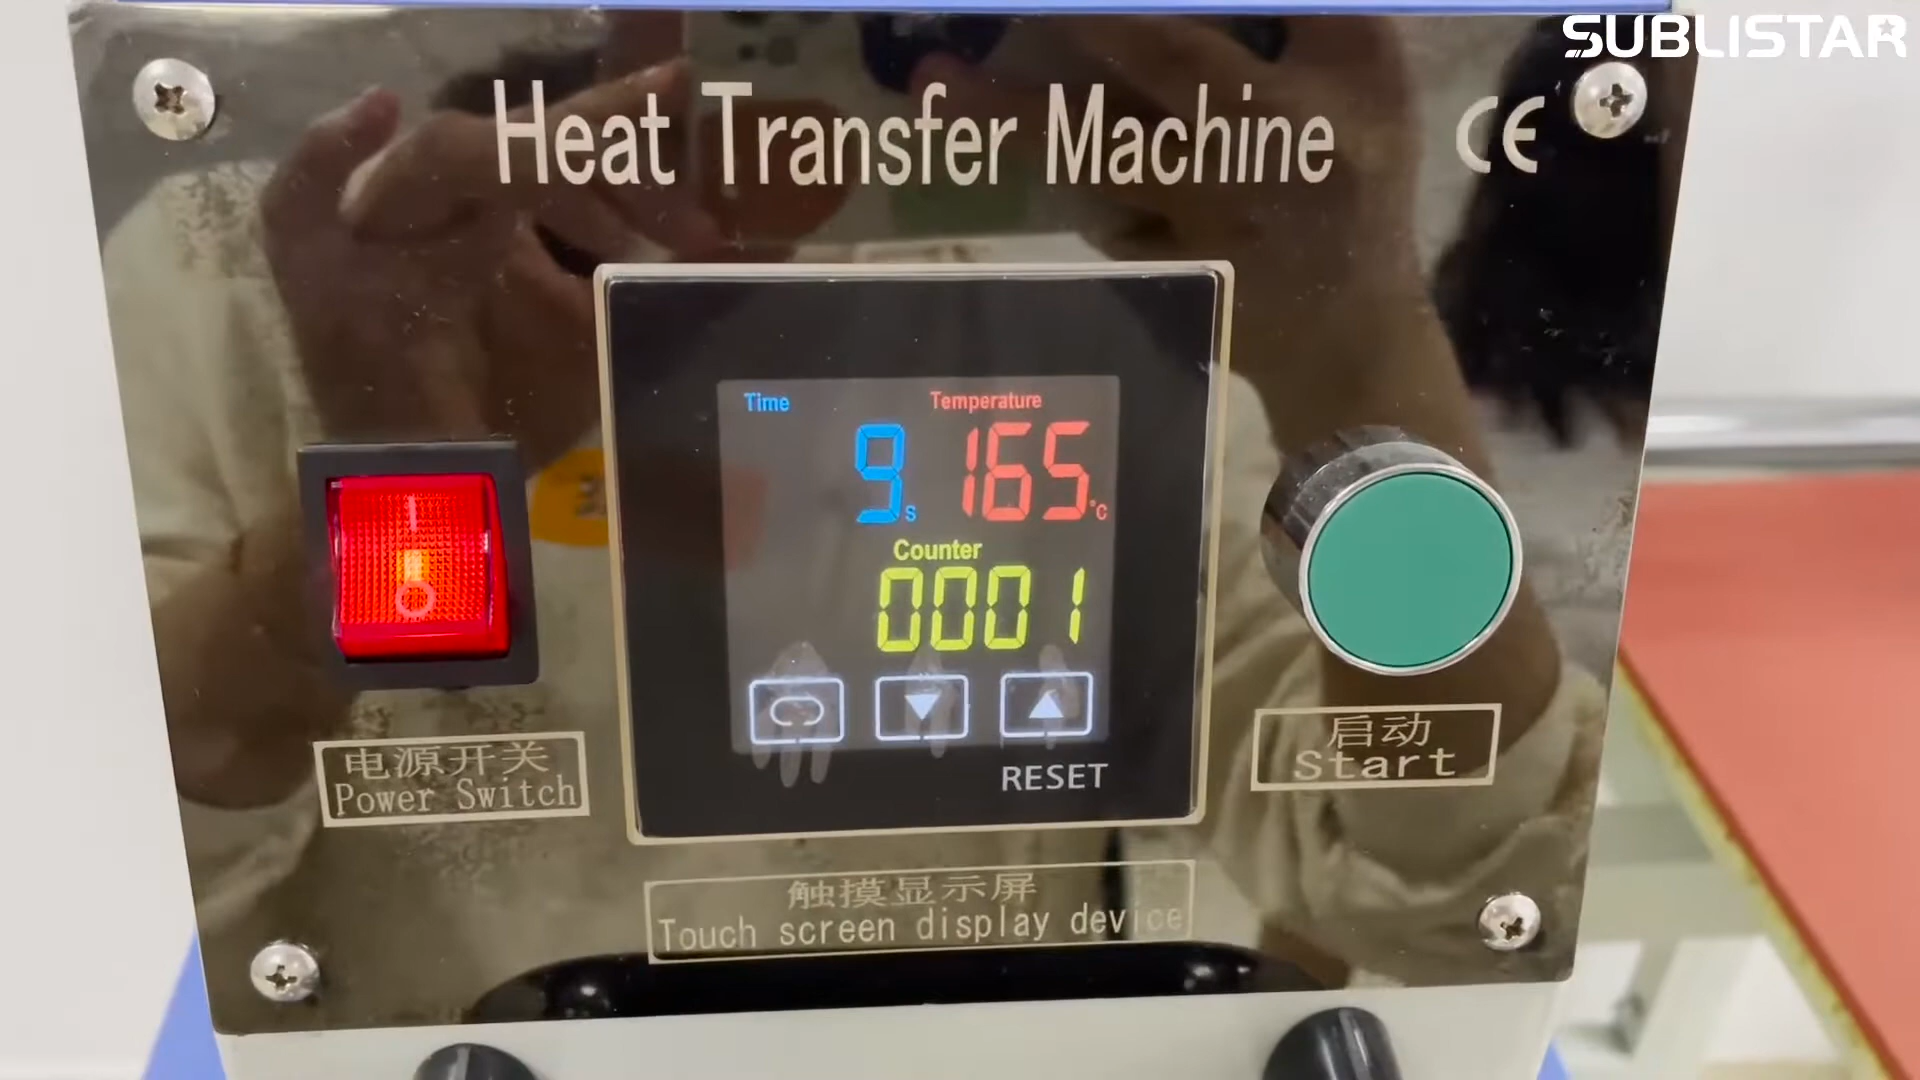 SUBLISTAR
Heat Transfer Machine
CE
Time Temperature
9s 165°C
Counter
0001
RESET
电源开关
Power Switch
启动
Start
触摸显示屏
Touch screen display device